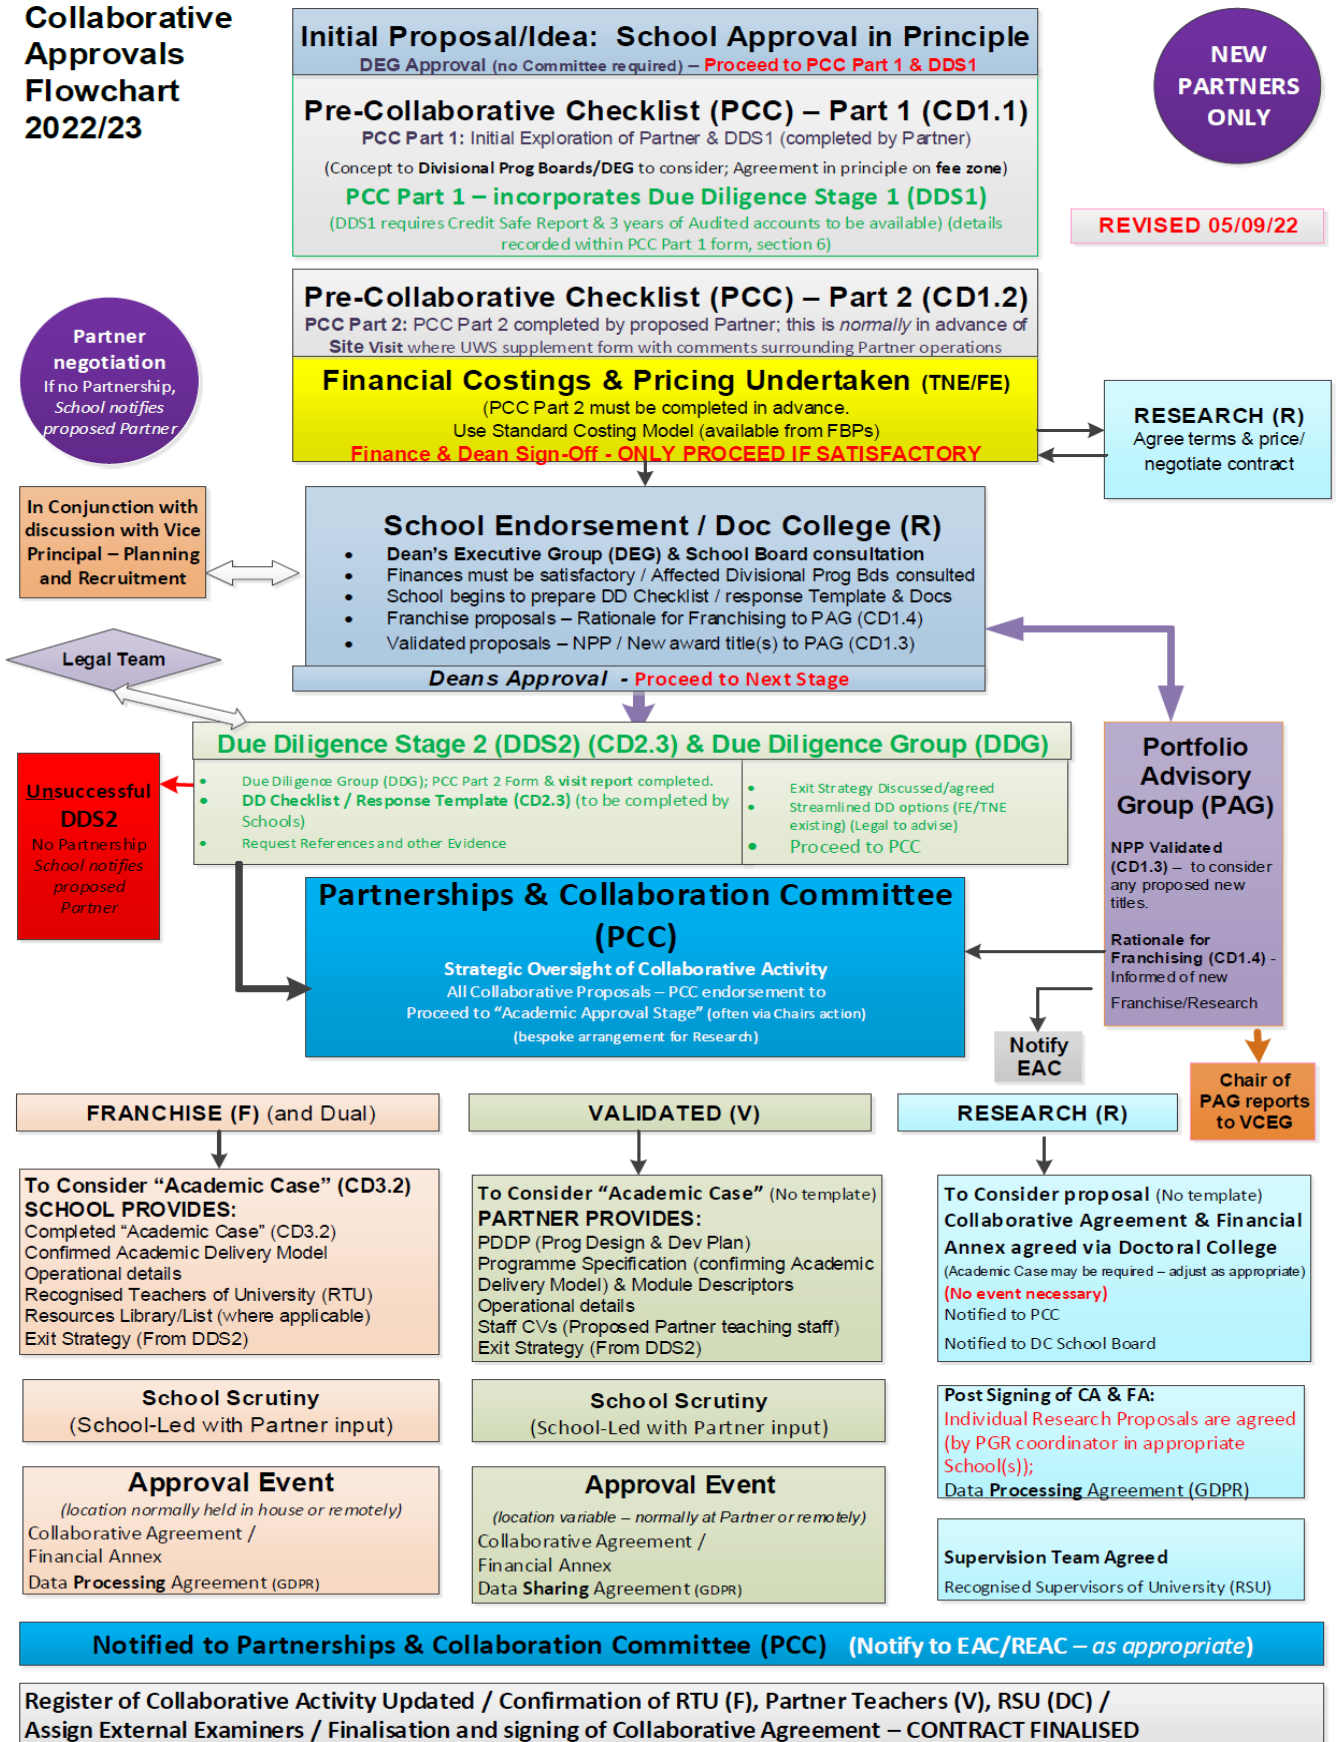 Collaborative
Approvals
Flowchart
2022/23
Initial Proposal/Idea:  School Approval in Principle
DEG Approval (no Committee required) – Proceed to PCC Part 1 & DDS1
NEW
PARTNERS
ONLY
Pre-Collaborative Checklist (PCC) – Part 1 (CD1.1)
PCC Part 1: Initial Exploration of Partner & DDS1 (completed by Partner)
(Concept to Divisional Prog Boards/DEG to consider; Agreement in principle on fee zone)
PCC Part 1 – incorporates Due Diligence Stage 1 (DDS1)
(DDS1 requires Credit Safe Report & 3 years of Audited accounts to be available) (details
recorded within PCC Part 1 form, section 6)
REVISED 05/09/22
Pre-Collaborative Checklist (PCC) – Part 2 (CD1.2)
PCC Part 2: PCC Part 2 completed by proposed Partner; this is normally in advance of
Site Visit where UWS supplement form with comments surrounding Partner operations
Partner
negotiation
If no Partnership,
School notifies
proposed Partner
Financial Costings & Pricing Undertaken (TNE/FE)
(PCC Part 2 must be completed in advance.
Use Standard Costing Model (available from FBPs)
Finance & Dean Sign-Off - ONLY PROCEED IF SATISFACTORY
RESEARCH (R)
Agree terms & price/
negotiate contract
In Conjunction with
discussion with Vice
Principal – Planning
and Recruitment
School Endorsement / Doc College (R)
• Dean's Executive Group (DEG) & School Board consultation
• Finances must be satisfactory / Affected Divisional Prog Bds consulted
• School begins to prepare DD Checklist / response Template & Docs
• Franchise proposals – Rationale for Franchising to PAG (CD1.4)
• Validated proposals – NPP / New award title(s) to PAG (CD1.3)
Deans Approval - Proceed to Next Stage
Legal Team
Due Diligence Stage 2 (DDS2) (CD2.3) & Due Diligence Group (DDG)
• Due Diligence Group (DDG); PCC Part 2 Form & visit report completed.
• DD Checklist / Response Template (CD2.3) (to be completed by
Schools)
• Request References and other Evidence
• Exit Strategy Discussed/agreed
• Streamlined DD options (FE/TNE
existing) (Legal to advise)
• Proceed to PCC
Unsuccessful
DDS2
No Partnership
School notifies
proposed
Partner
Portfolio
Advisory
Group (PAG)
NPP Validated
(CD1.3) – to consider
any proposed new
titles.
Rationale for
Franchising (CD1.4) -
Informed of new
Franchise/Research
Partnerships & Collaboration Committee
(PCC)
Strategic Oversight of Collaborative Activity
All Collaborative Proposals – PCC endorsement to
Proceed to “Academic Approval Stage” (often via Chairs action)
(bespoke arrangement for Research)
Notify
EAC
Chair of
PAG reports
to VCEG
FRANCHISE (F) (and Dual)
VALIDATED (V)
RESEARCH (R)
To Consider “Academic Case” (CD3.2)
SCHOOL PROVIDES:
Completed “Academic Case” (CD3.2)
Confirmed Academic Delivery Model
Operational details
Recognised Teachers of University (RTU)
Resources Library/List (where applicable)
Exit Strategy (From DDS2)
To Consider “Academic Case” (No template)
PARTNER PROVIDES:
PDDP (Prog Design & Dev Plan)
Programme Specification (confirming Academic
Delivery Model) & Module Descriptors
Operational details
Staff CVs (Proposed Partner teaching staff)
Exit Strategy (From DDS2)
To Consider proposal (No template)
Collaborative Agreement & Financial
Annex agreed via Doctoral College
(Academic Case may be required – adjust as appropriate)
(No event necessary)
Notified to PCC
Notified to DC School Board
School Scrutiny
(School-Led with Partner input)
School Scrutiny
(School-Led with Partner input)
Post Signing of CA & FA:
Individual Research Proposals are agreed
(by PGR coordinator in appropriate
School(s));
Data Processing Agreement (GDPR)
Approval Event
(location normally held in house or remotely)
Collaborative Agreement /
Financial Annex
Data Processing Agreement (GDPR)
Approval Event
(location variable – normally at Partner or remotely)
Collaborative Agreement /
Financial Annex
Data Sharing Agreement (GDPR)
Supervision Team Agreed
Recognised Supervisors of University (RSU)
Notified to Partnerships & Collaboration Committee (PCC)   (Notify to EAC/REAC – as appropriate)
Register of Collaborative Activity Updated / Confirmation of RTU (F), Partner Teachers (V), RSU (DC) /
Assign External Examiners / Finalisation and signing of Collaborative Agreement – CONTRACT FINALISED